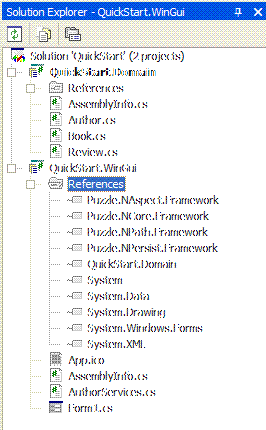 Solution Explorer - QuickStart.WinGui
Solution 'QuickStart' (2 projects)
QuickStart.Domain
References
AssemblyInfo.cs
Author.cs
Book.cs
Review.cs
QuickStart.WinGui
References
Puzzle.NAspect.Framework
Puzzle.NCore.Framework
Puzzle.NPath.Framework
Puzzle.NPersist.Framework
QuickStart.Domain
System
System.Data
System.Drawing
System.Windows.Forms
System.XML
App.ico
AssemblyInfo.cs
AuthorServices.cs
Form1.cs